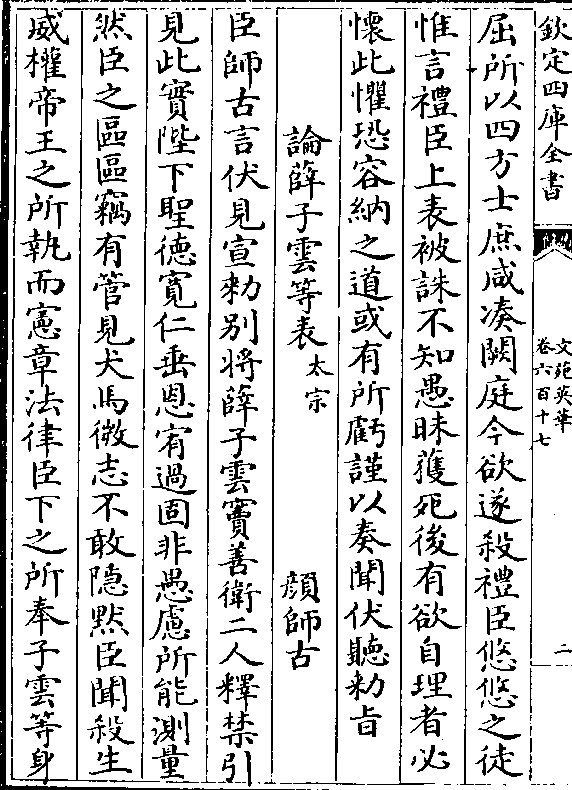 欽定四庫全書
文苑英華
卷六百十七
二
屈所以四方士庶咸凑闕庭今欲遂殺禮臣悠悠之徒
惟言禮臣上表被誅不知愚昧獲死後有欲自理者必
懷此懼恐容納之道或有所虧謹以奏聞伏聽勅旨
論薛子雲等表太宗 顔師古
臣師古言伏見宣勅别將薛子雲竇善衛二人釋禁引
見此實陛下聖德寛仁垂恩宥過固非愚慮所能測量
然臣之區區竊有管見犬馬微志不敢隐默臣聞殺生
威權帝王之所執而憲章法律臣下之所奉子雲等身